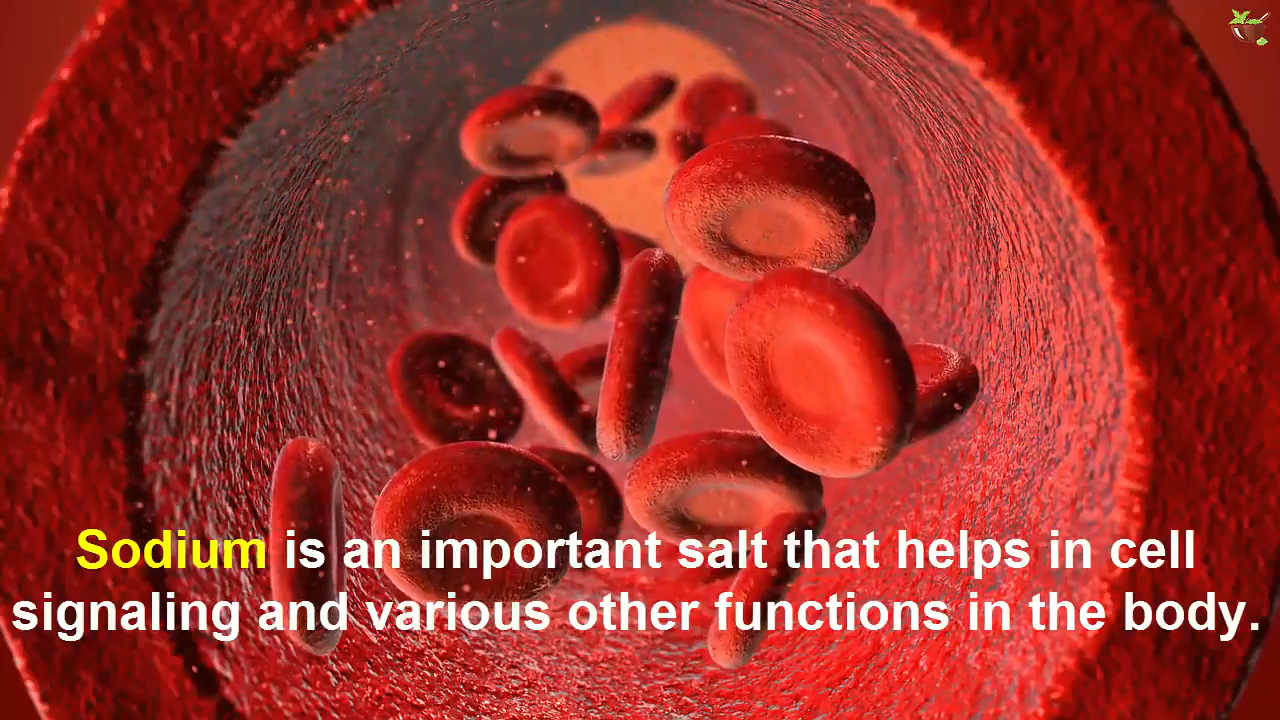 Sodium is an important salt that helps in cell
signaling and various other functions in the body.